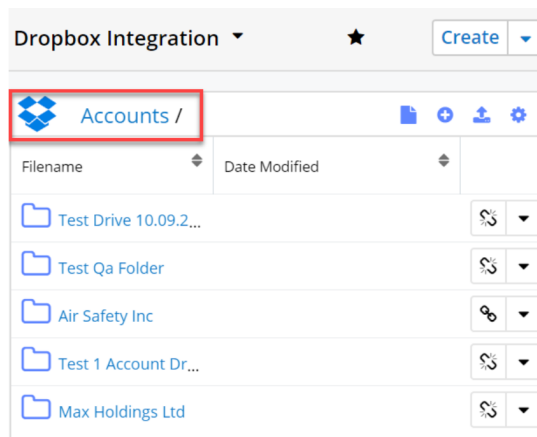 Dropbox Integration
Create
Accounts /
Filename Date Modified
Test Drive 10.09.2...
Test Qa Folder
Air Safety Inc
Test 1 Account Dr...
Max Holdings Ltd